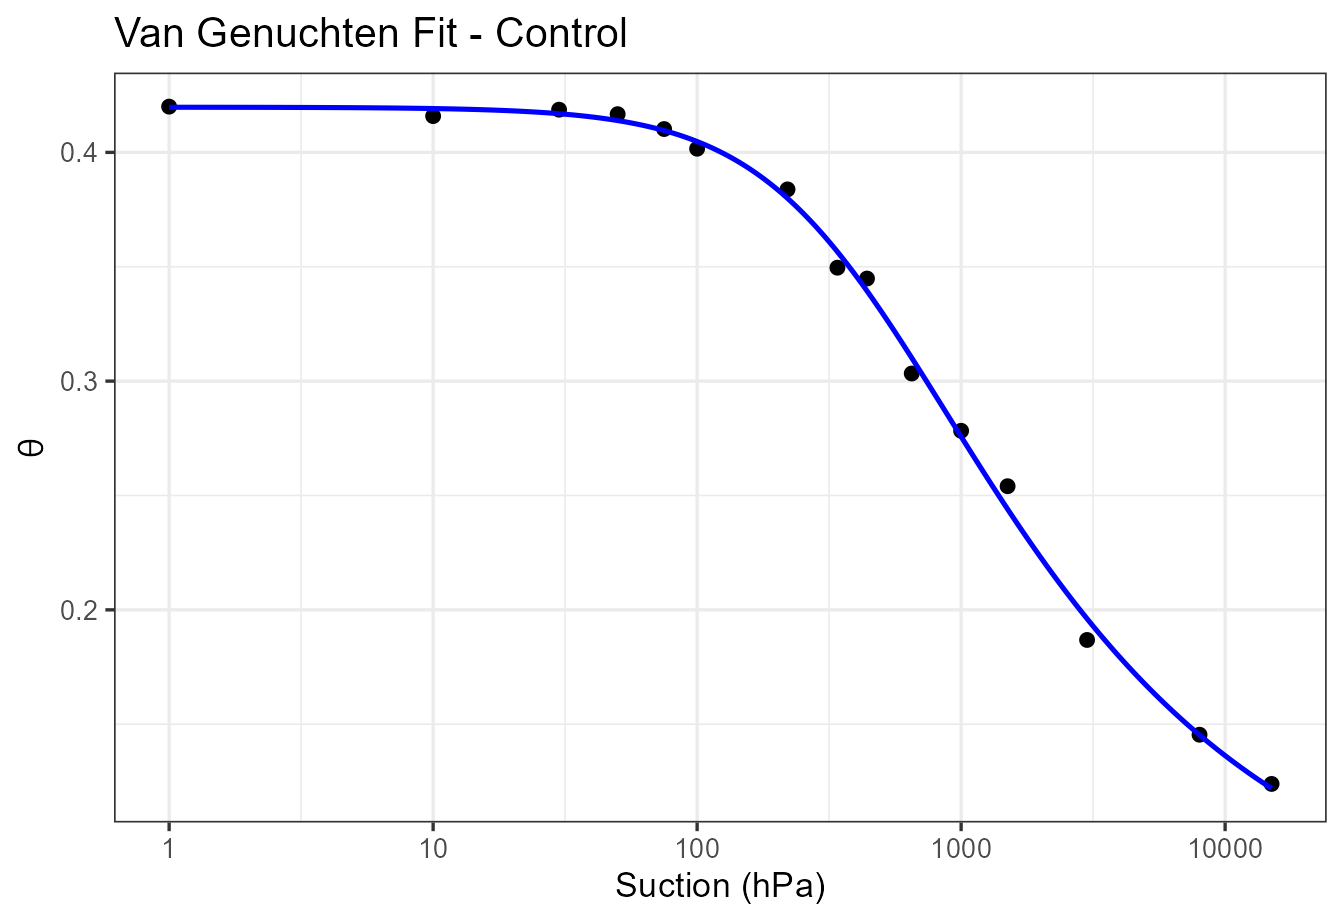 Van Genuchten Fit - Control
0.4
0.3
0.2
θ
1 10 100 1000 10000
Suction (hPa)